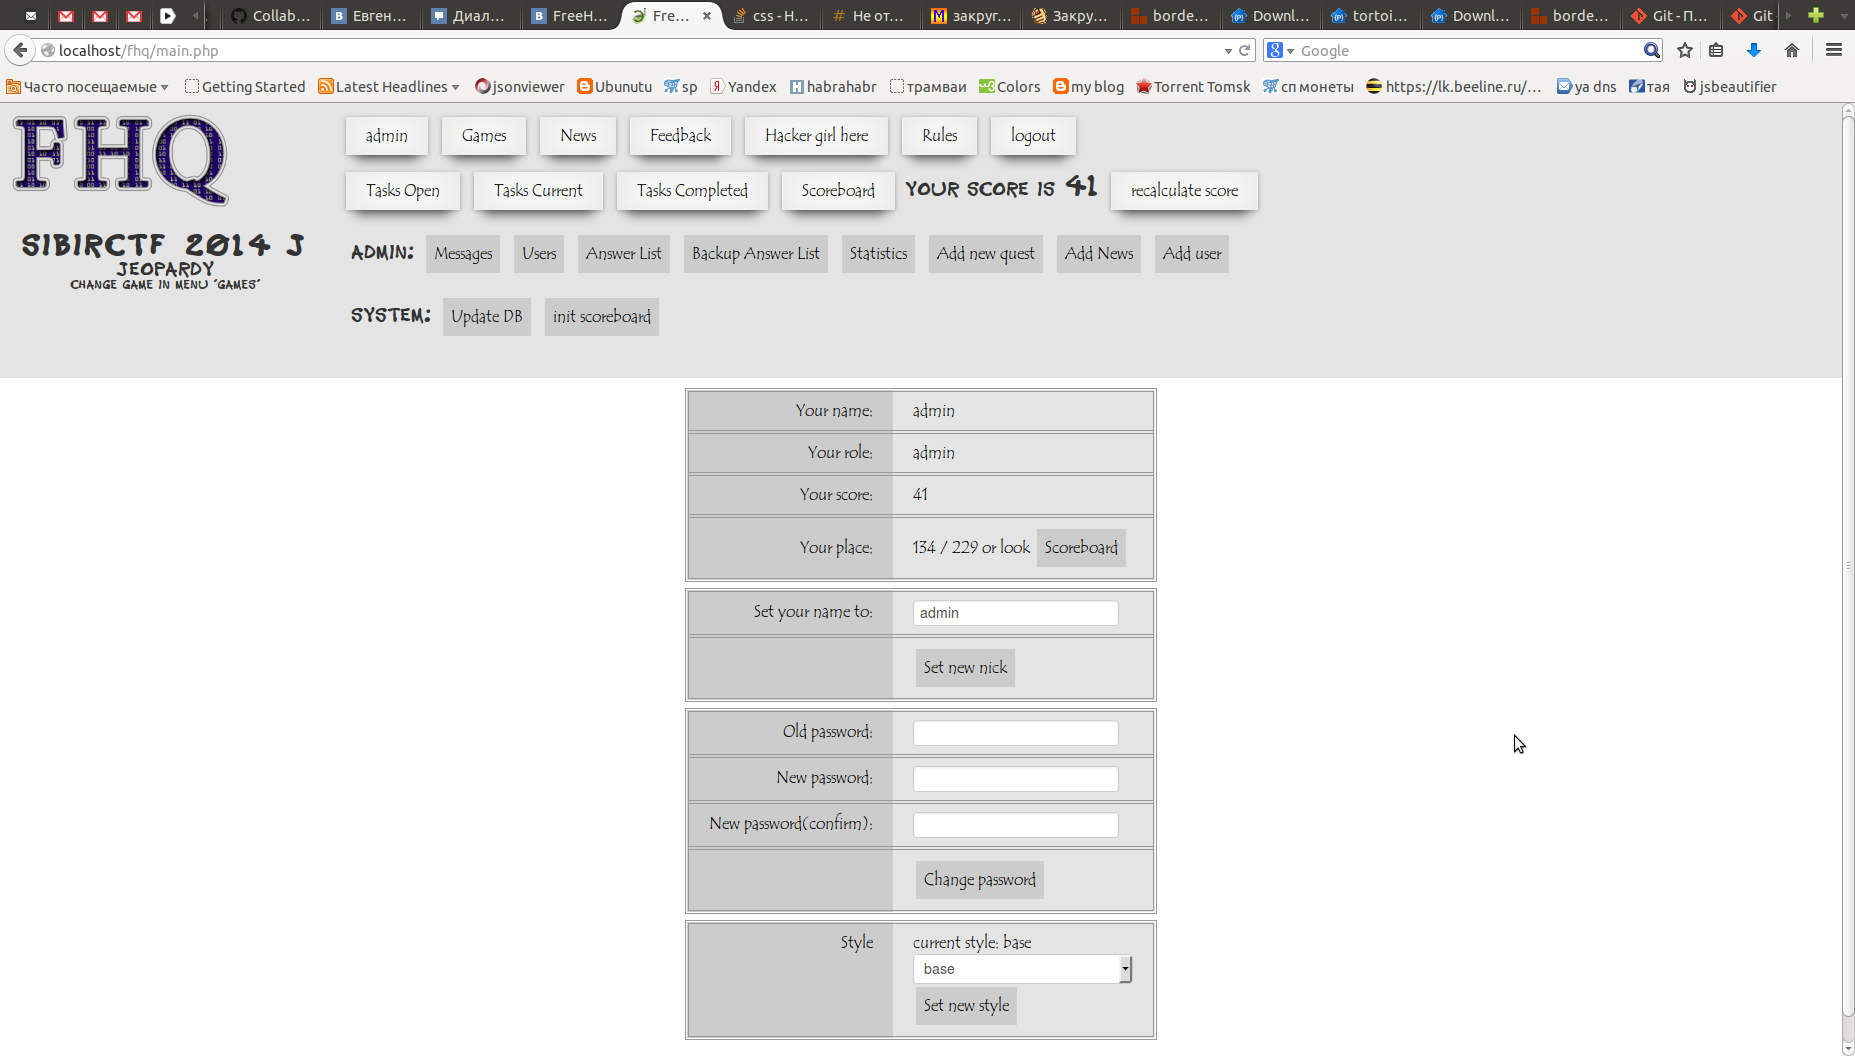 Collab...
Евген...
Диал...
FreeH...
Fre...
css - H...
Не от...
закруг...
Закру...
borde...
Downl...
tortoi...
Downl...
borde...
Git - П...
Git
localhost/fhq/main.php
Google
Часто посещаемые
Getting Started
Latest Headlines
jsonviewer
Ubunutu
sp
Yandex
habrahabr
трамваи
Colors
my blog
Torrent Tomsk
сп монеты
https://lk.beeline.ru/...
ya dns
тая
jsbeautifier
FHQ
admin
Games
News
Feedback
Hacker girl here
Rules
logout
Tasks Open
Tasks Current
Tasks Completed
Scoreboard
YOUR SCORE IS 41
recalculate score
SIBIRCTF 2014 J
JEOPARDY
CHANGE GAME IN MENU "GAMES"
ADMIN:
Messages
Users
Answer List
Backup Answer List
Statistics
Add new quest
Add News
Add user
SYSTEM:
Update DB
init scoreboard
Your name: admin
Your role: admin
Your score: 41
Your place: 134 / 229 or look Scoreboard
Set your name to: admin
Set new nick
Old password:
New password:
New password(confirm):
Change password
Style current style: base
base
Set new style